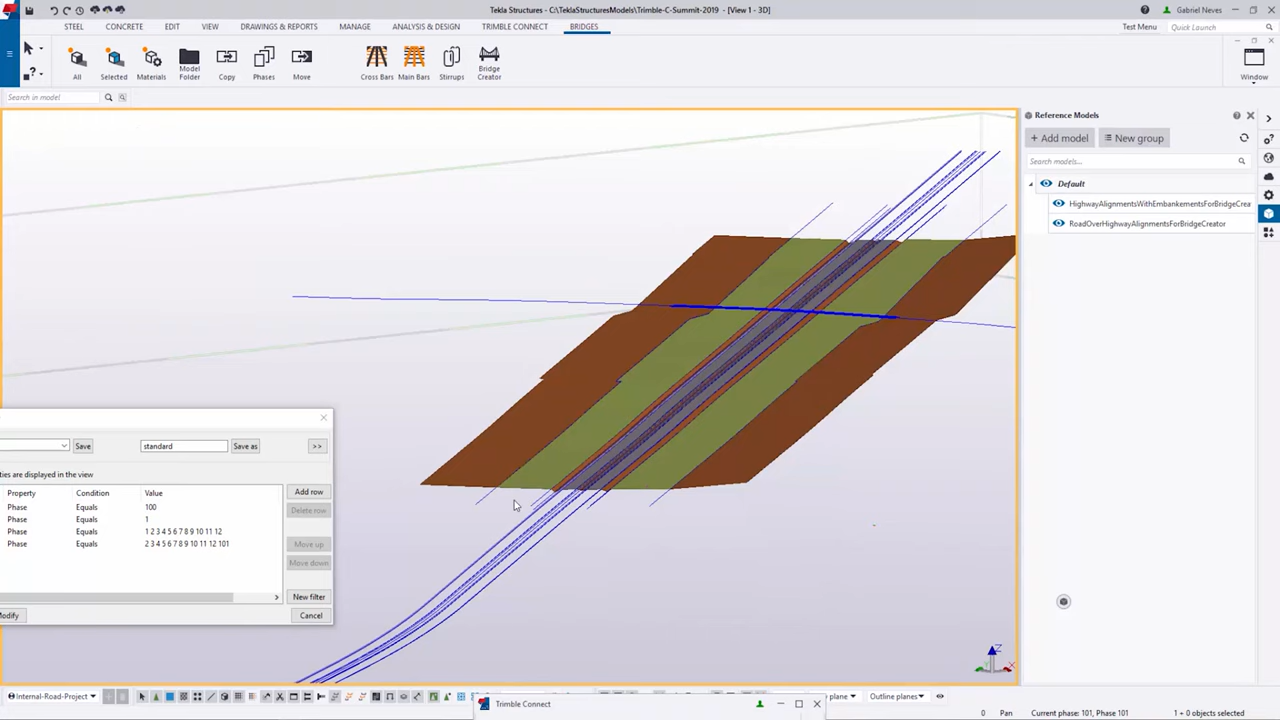 Tekla Structures - C:\TeklaStructuresModels\Trimble-C-Summit-2019 - [View 1 - 3D]
Gabriel Neves
STEEL CONCRETE EDIT VIEW DRAWINGS & REPORTS MANAGE ANALYSIS & DESIGN TRIMBLE CONNECT BRIDGES
Test Menu Quick Launch
All Selected Materials Model Folder Copy Phases Move Cross Bars Main Bars Stirrups Bridge Creator Window
Search in model
Reference Models
+ Add model New group
Search models...
Default
HighwayAlignmentsWithEmbankementsForBridgeCrea
RoadOverHighwayAlignmentsForBridgeCreator
Save standard Save as >>
ties are displayed in the view
Property Condition Value
Phase Equals 100
Phase Equals 1
Phase Equals 1 2 3 4 5 6 7 8 9 10 11 12
Phase Equals 2 3 4 5 6 7 8 9 10 11 12 101
Add row
Delete row
Move up
Move down
New filter
Modify Cancel
Z
X
Internal-Road-Project
plane Outline planes
Trimble Connect
0 Pan Current phase: 101, Phase 101 1 + 0 objects selected